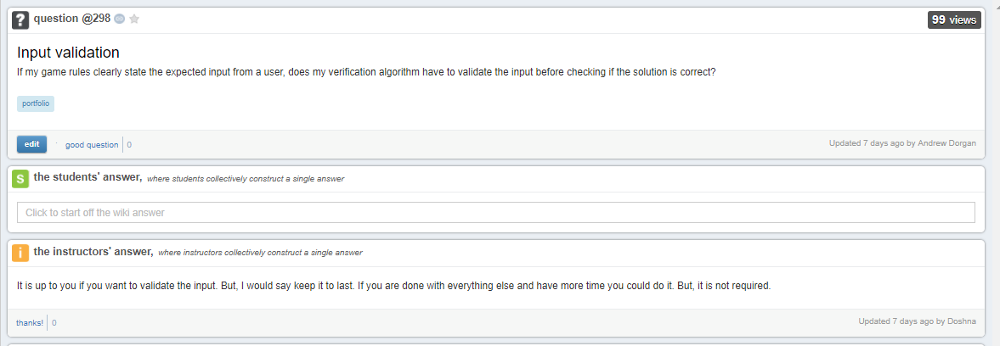 ? question @298
99 views
Input validation
If my game rules clearly state the expected input from a user, does my verification algorithm have to validate the input before checking if the solution is correct?
portfolio
edit · good question 0
Updated 7 days ago by Andrew Dorgan
S the students' answer, where students collectively construct a single answer
Click to start off the wiki answer
i the instructors' answer, where instructors collectively construct a single answer
It is up to you if you want to validate the input. But, I would say keep it to last. If you are done with everything else and have more time you could do it. But, it is not required.
thanks! 0
Updated 7 days ago by Doshna